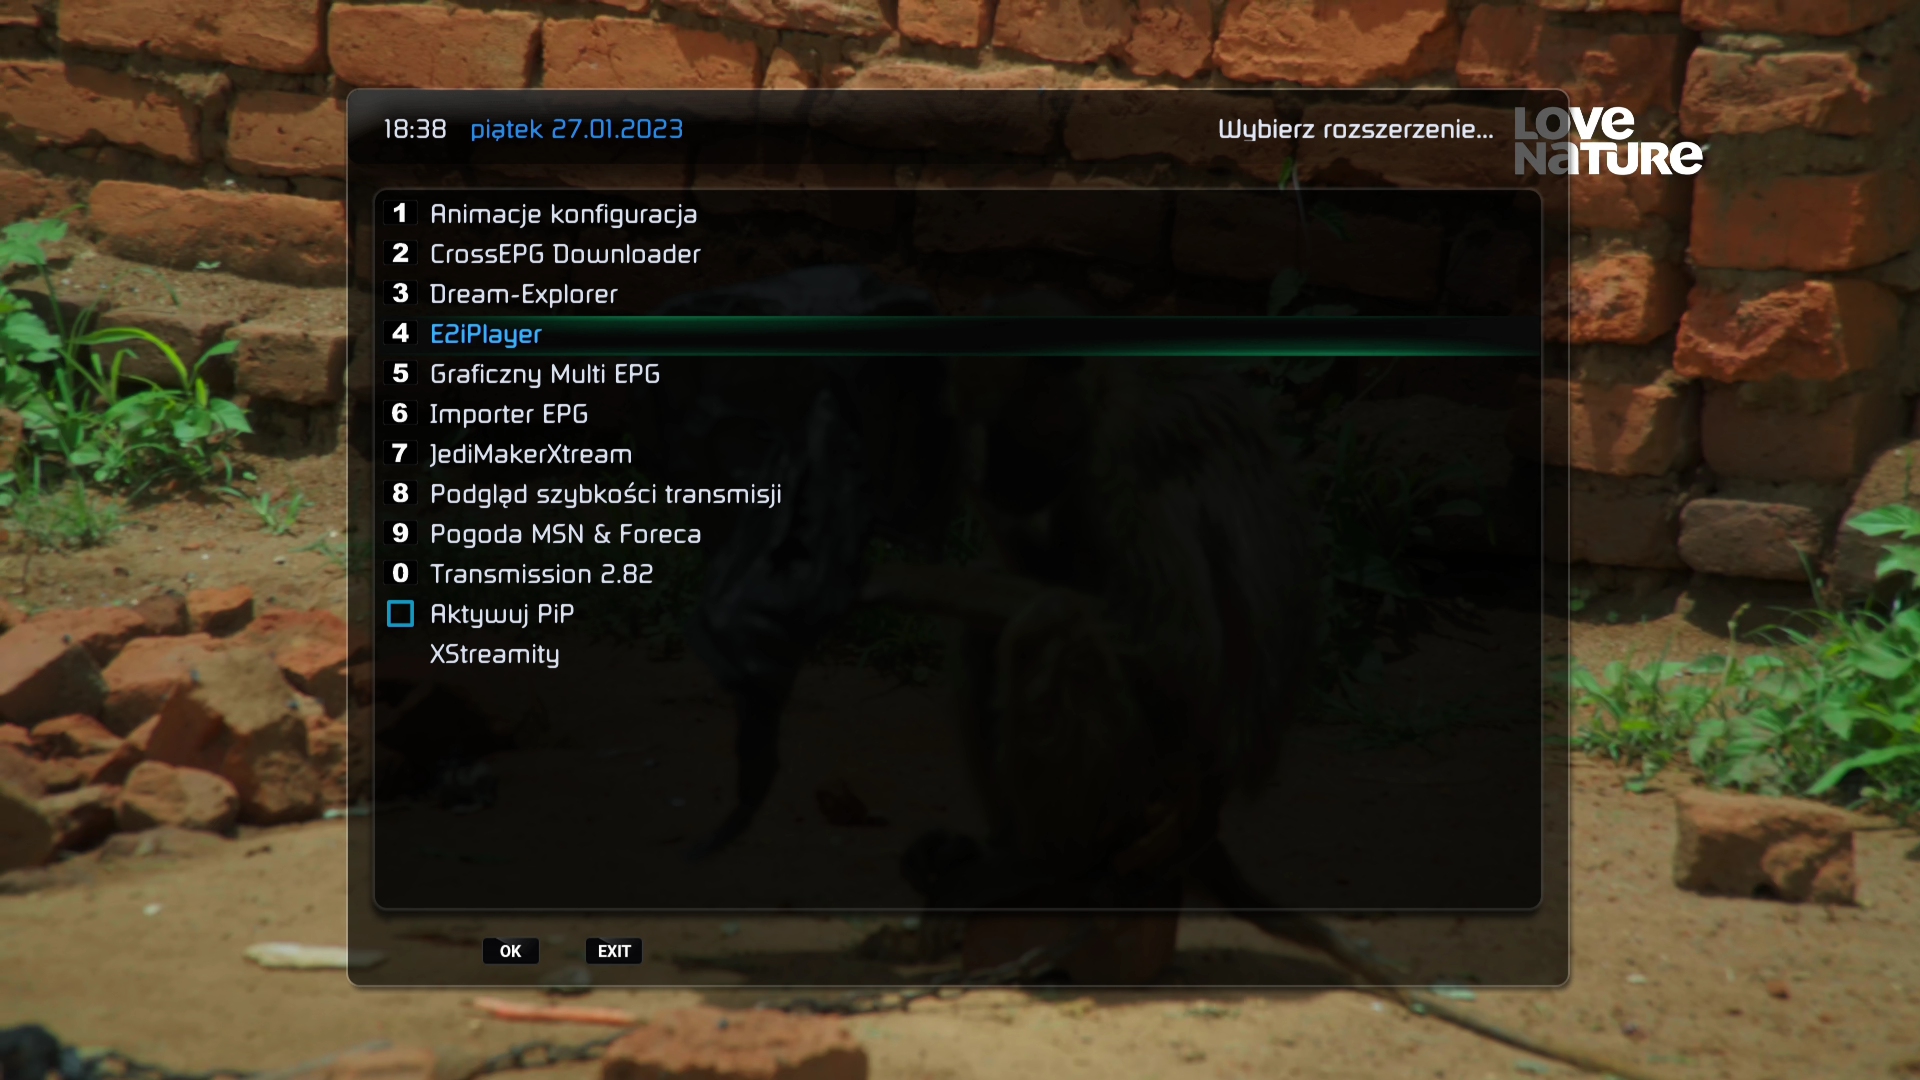 18:38 piątek 27.01.2023 Wybierz rozszerzenie... LOVE NATURE
1 Animacje konfiguracja
2 CrossEPG Downloader
3 Dream-Explorer
4 E2iPlayer
5 Graficzny Multi EPG
6 Importer EPG
7 JediMakerXtream
8 Podgląd szybkości transmisji
9 Pogoda MSN & Foreca
0 Transmission 2.82
Aktywuj PiP
XStreamity
OK EXIT